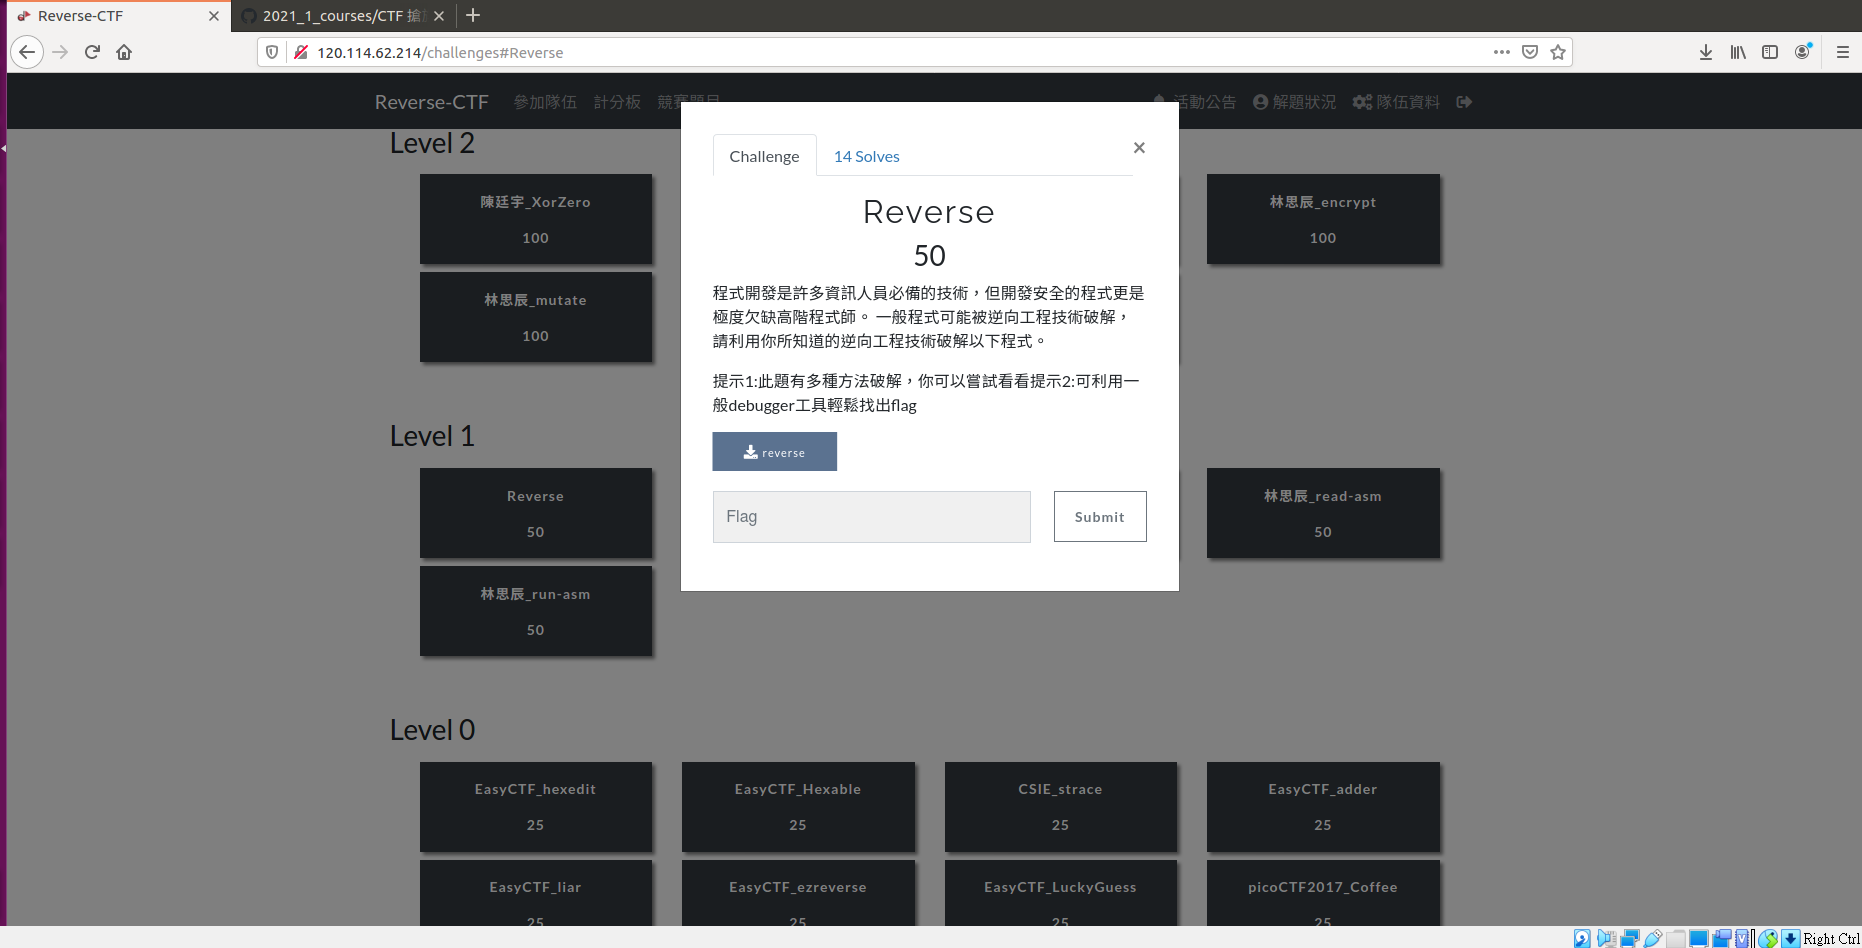 Reverse-CTF
2021_1_courses/CTF 搶
120.114.62.214/challenges#Reverse
Reverse-CTF 參加隊伍 計分板 競賽題目 活動公告 解題狀況 隊伍資料
Level 2
陳廷宇_XorZero
100
林思辰_encrypt
100
林思辰_mutate
100
Challenge
14 Solves
×
Reverse
50
程式開發是許多資訊人員必備的技術，但開發安全的程式更是
極度欠缺高階程式師。 一般程式可能被逆向工程技術破解，
請利用你所知道的逆向工程技術破解以下程式。
提示1:此題有多種方法破解，你可以嘗試看看提示2:可利用一
般debugger工具輕鬆找出flag
reverse
Flag
Submit
Level 1
Reverse
50
林思辰_read-asm
50
林思辰_run-asm
50
Level 0
EasyCTF_hexedit
25
EasyCTF_Hexable
25
CSIE_strace
25
EasyCTF_adder
25
EasyCTF_liar
25
EasyCTF_ezreverse
25
EasyCTF_LuckyGuess
25
picoCTF2017_Coffee
25
Right Ctrl